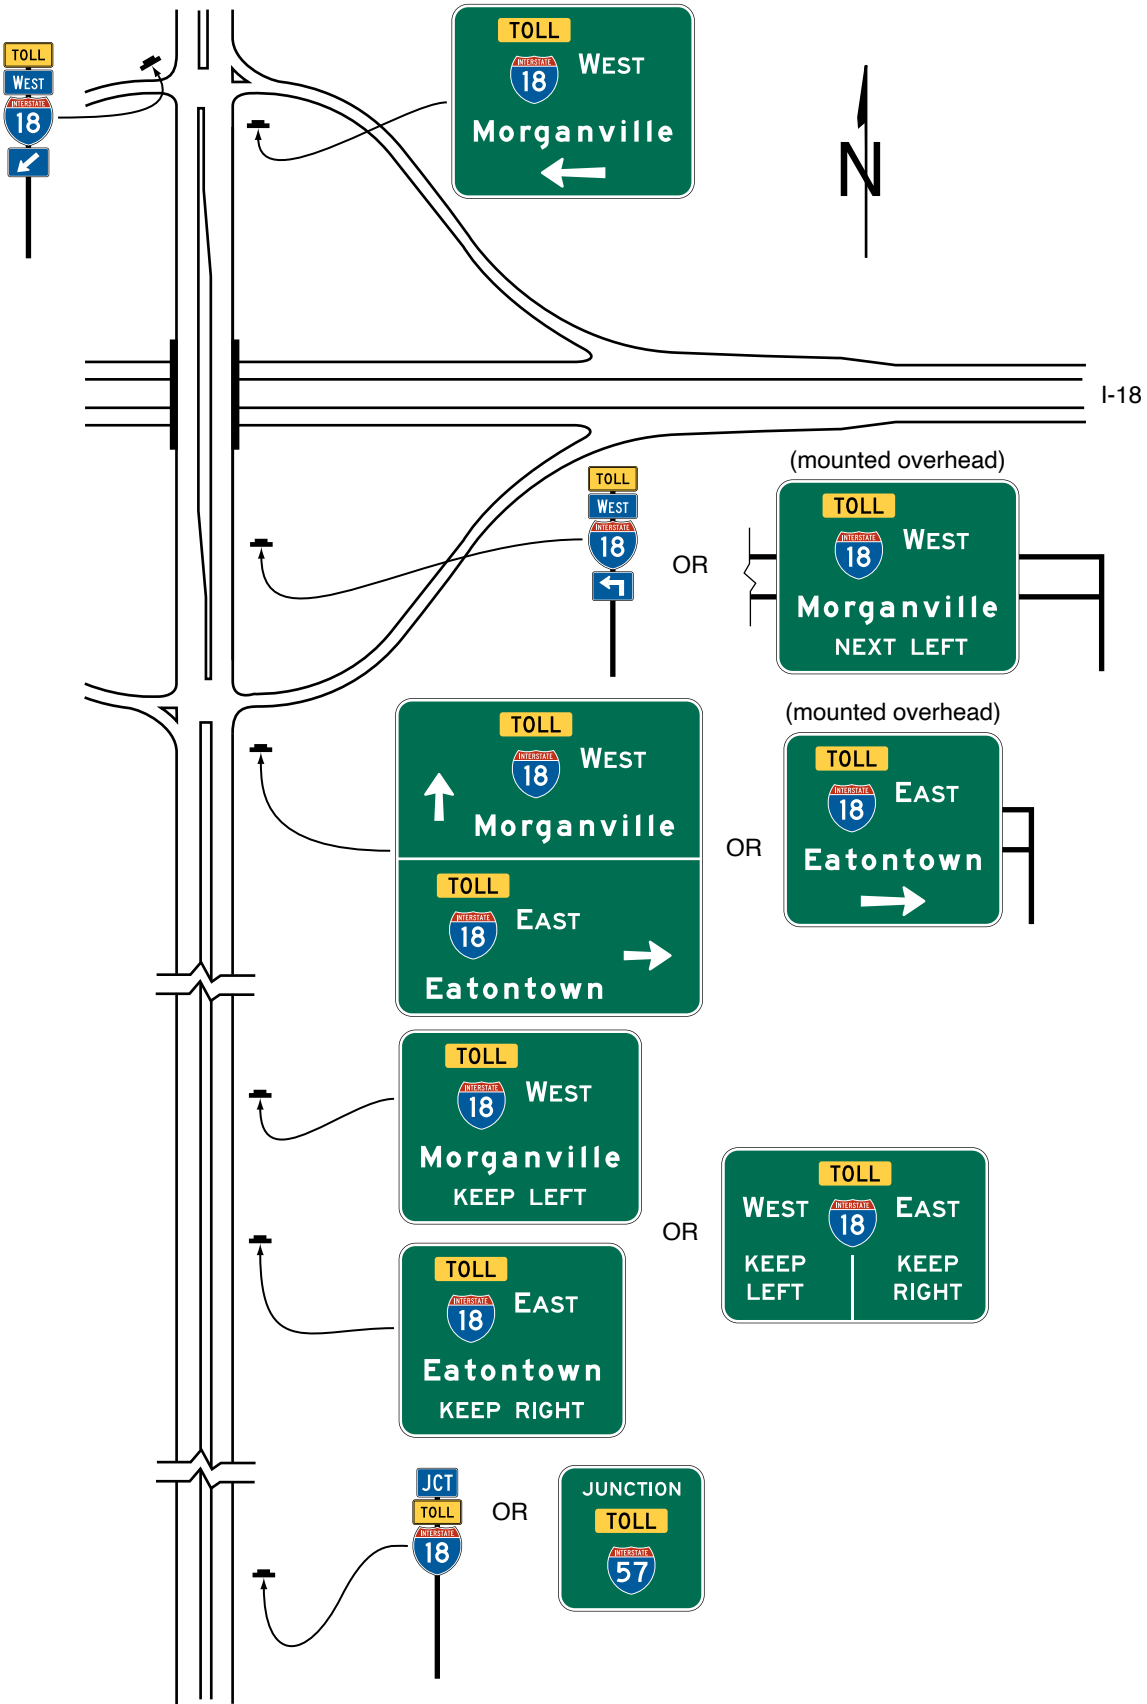 TOLL
WEST
INTERSTATE
18
TOLL
INTERSTATE
18 WEST
Morganville
N
I-18
TOLL
WEST
INTERSTATE
18
OR
(mounted overhead)
TOLL
INTERSTATE
18 WEST
Morganville
NEXT LEFT
TOLL
INTERSTATE
18 WEST
Morganville
TOLL
INTERSTATE
18 EAST
Eatontown
OR
(mounted overhead)
TOLL
INTERSTATE
18 EAST
Eatontown
TOLL
INTERSTATE
18 WEST
Morganville
KEEP LEFT
TOLL
INTERSTATE
18 EAST
Eatontown
KEEP RIGHT
OR
TOLL
INTERSTATE
WEST 18 EAST
KEEP KEEP
LEFT RIGHT
JCT
TOLL
INTERSTATE
18
OR
JUNCTION
TOLL
INTERSTATE
57